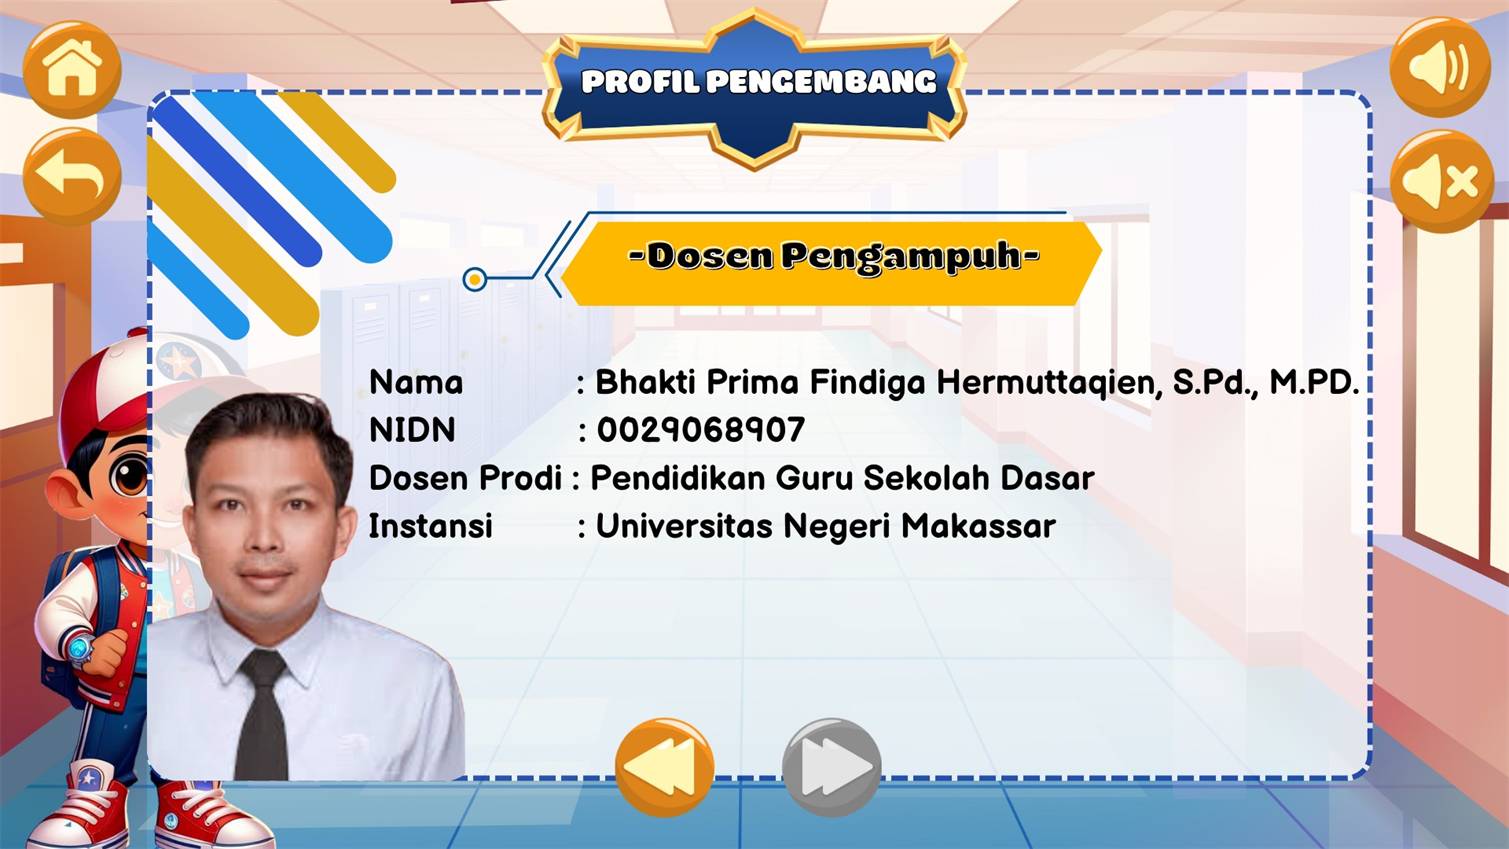 PROFIL PENGEMBANG
-Dosen Pengampuh-
Nama : Bhakti Prima Findiga Hermuttaqien, S.Pd., M.PD.
NIDN : 0029068907
Dosen Prodi : Pendidikan Guru Sekolah Dasar
Instansi : Universitas Negeri Makassar